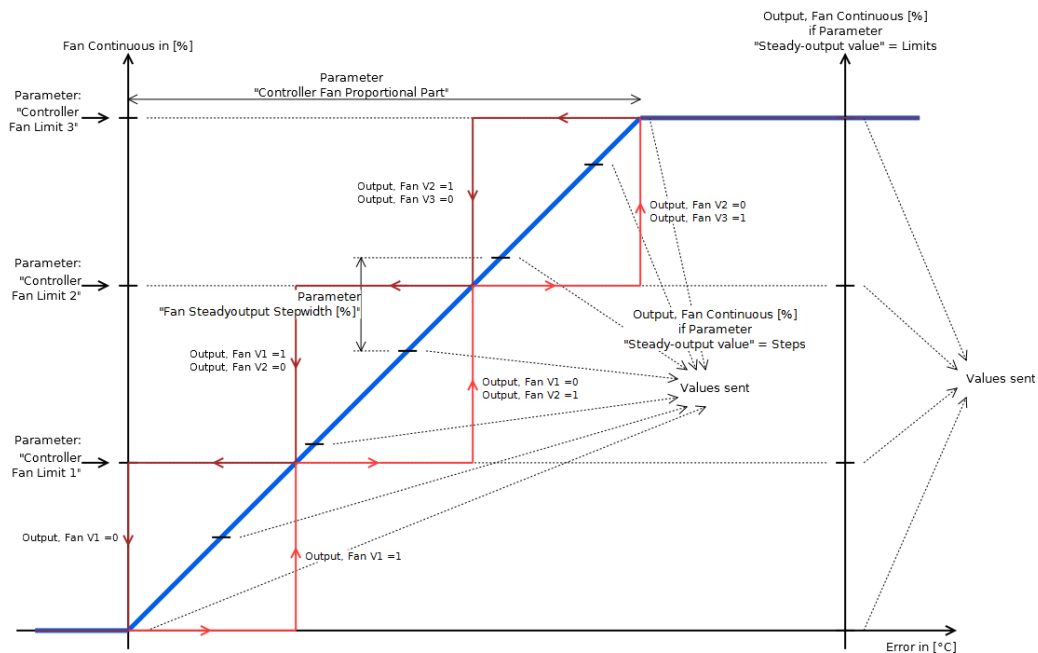 Output, Fan Continuous [%]
if Parameter
"Steady-output value" = Limits
Fan Continuous in [%]
Parameter
"Controller Fan Proportional Part"
Parameter:
"Controller
Fan Limit 3"
Output, Fan V2 =1
Output, Fan V3 =0
Output, Fan V2 =0
Output, Fan V3 =1
Parameter:
"Controller
Fan Limit 2"
Parameter
"Fan Steadyoutput Stepwidth [%]"
Output, Fan Continuous [%]
if Parameter
"Steady-output value" = Steps
Output, Fan V1 =1
Output, Fan V2 =0
Output, Fan V1 =0
Output, Fan V2 =1
Values sent
Values sent
Parameter:
"Controller
Fan Limit 1"
Output, Fan V1 =0
Output, Fan V1 =1
Error in [°C]